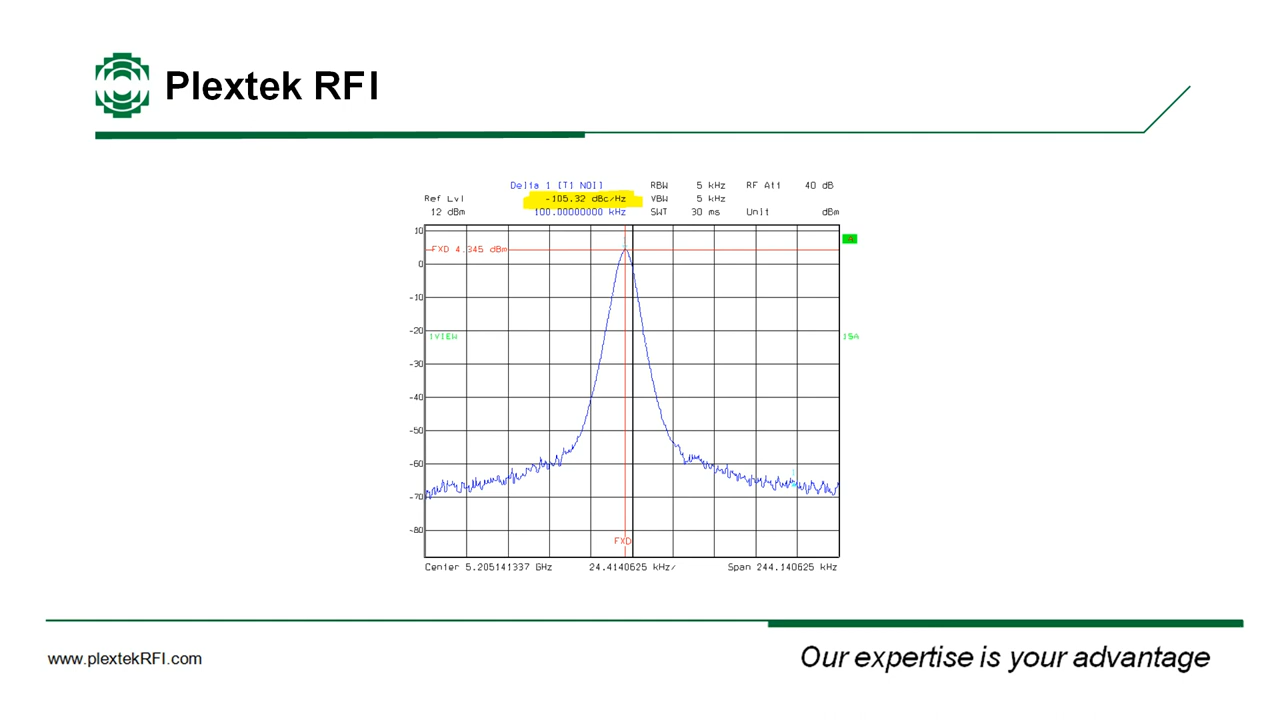 Plextek RFI
Delta 1 [T1 NOI] RBW 5 kHz RF Att 40 dB
Ref Lvl -105.32 dBc/Hz VBW 5 kHz
12 dBm 100.00000000 kHz SWT 30 ms Unit dBm
10
FXD 4.345 dBm
0
-10
-20
1VIEW 1SA
-30
-40
-50
-60
-70
-80
FXD
Center 5.205141337 GHz 24.4140625 kHz/ Span 244.140625 kHz
www.plextekRFI.com
Our expertise is your advantage